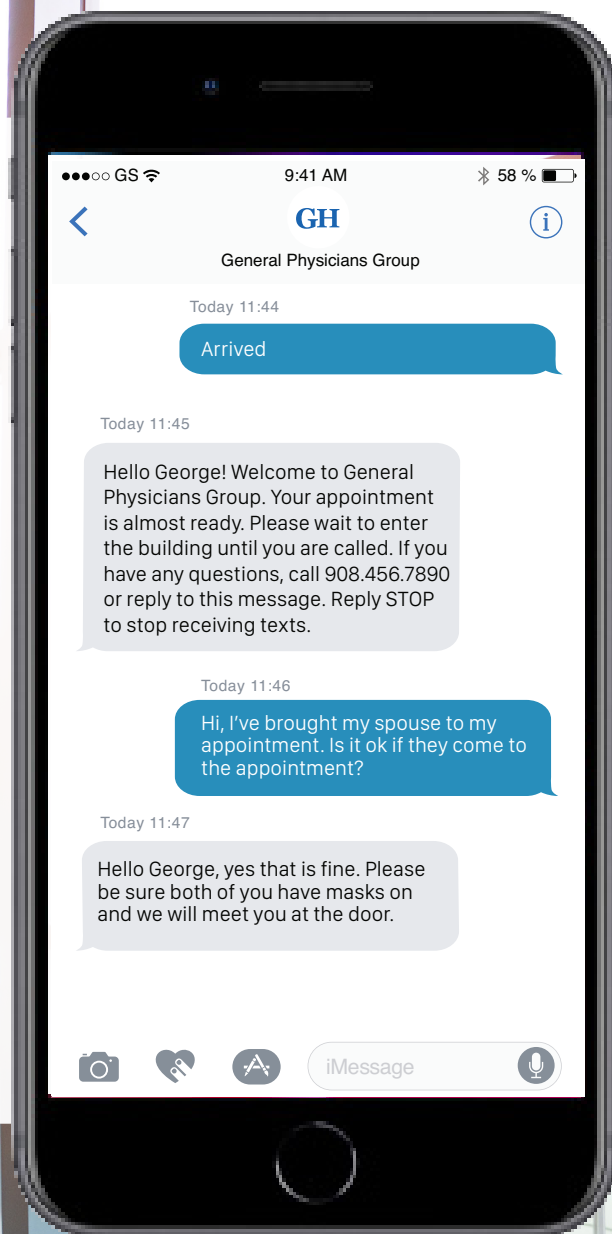 GS 9:41 AM 58 %
GH
i
General Physicians Group
Today 11:44
Arrived
Today 11:45
Hello George! Welcome to General
Physicians Group. Your appointment
is almost ready. Please wait to enter
the building until you are called. If you
have any questions, call 908.456.7890
or reply to this message. Reply STOP
to stop receiving texts.
Today 11:46
Hi, I’ve brought my spouse to my
appointment. Is it ok if they come to
the appointment?
Today 11:47
Hello George, yes that is fine. Please
be sure both of you have masks on
and we will meet you at the door.
iMessage